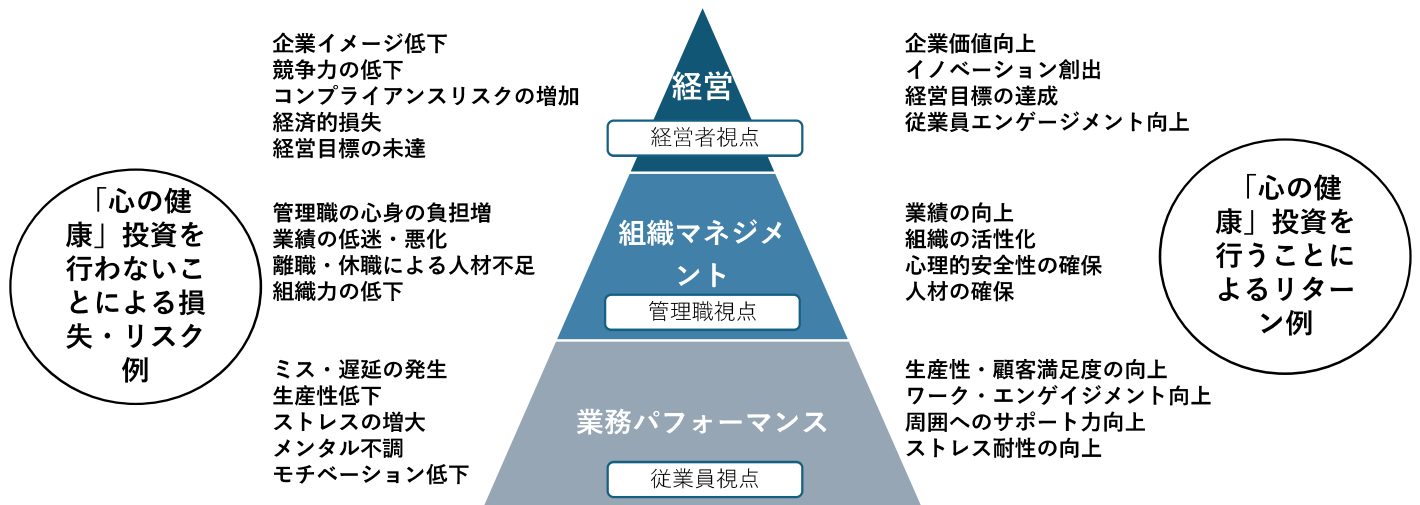 企業イメージ低下
競争力の低下
コンプライアンスリスクの増加
経済的損失
経営目標の未達
経営
経営者視点
企業価値向上
イノベーション創出
経営目標の達成
従業員エンゲージメント向上
「心の健
康」投資を
行わないこ
とによる損
失・リスク
例
管理職の心身の負担増
業績の低迷・悪化
離職・休職による人材不足
組織力の低下
組織マネジメ
ント
管理職視点
業績の向上
組織の活性化
心理的安全性の確保
人材の確保
「心の健
康」投資を
行うことに
よるリター
ン例
ミス・遅延の発生
生産性低下
ストレスの増大
メンタル不調
モチベーション低下
業務パフォーマンス
従業員視点
生産性・顧客満足度の向上
ワーク・エンゲイジメント向上
周囲へのサポート力向上
ストレス耐性の向上